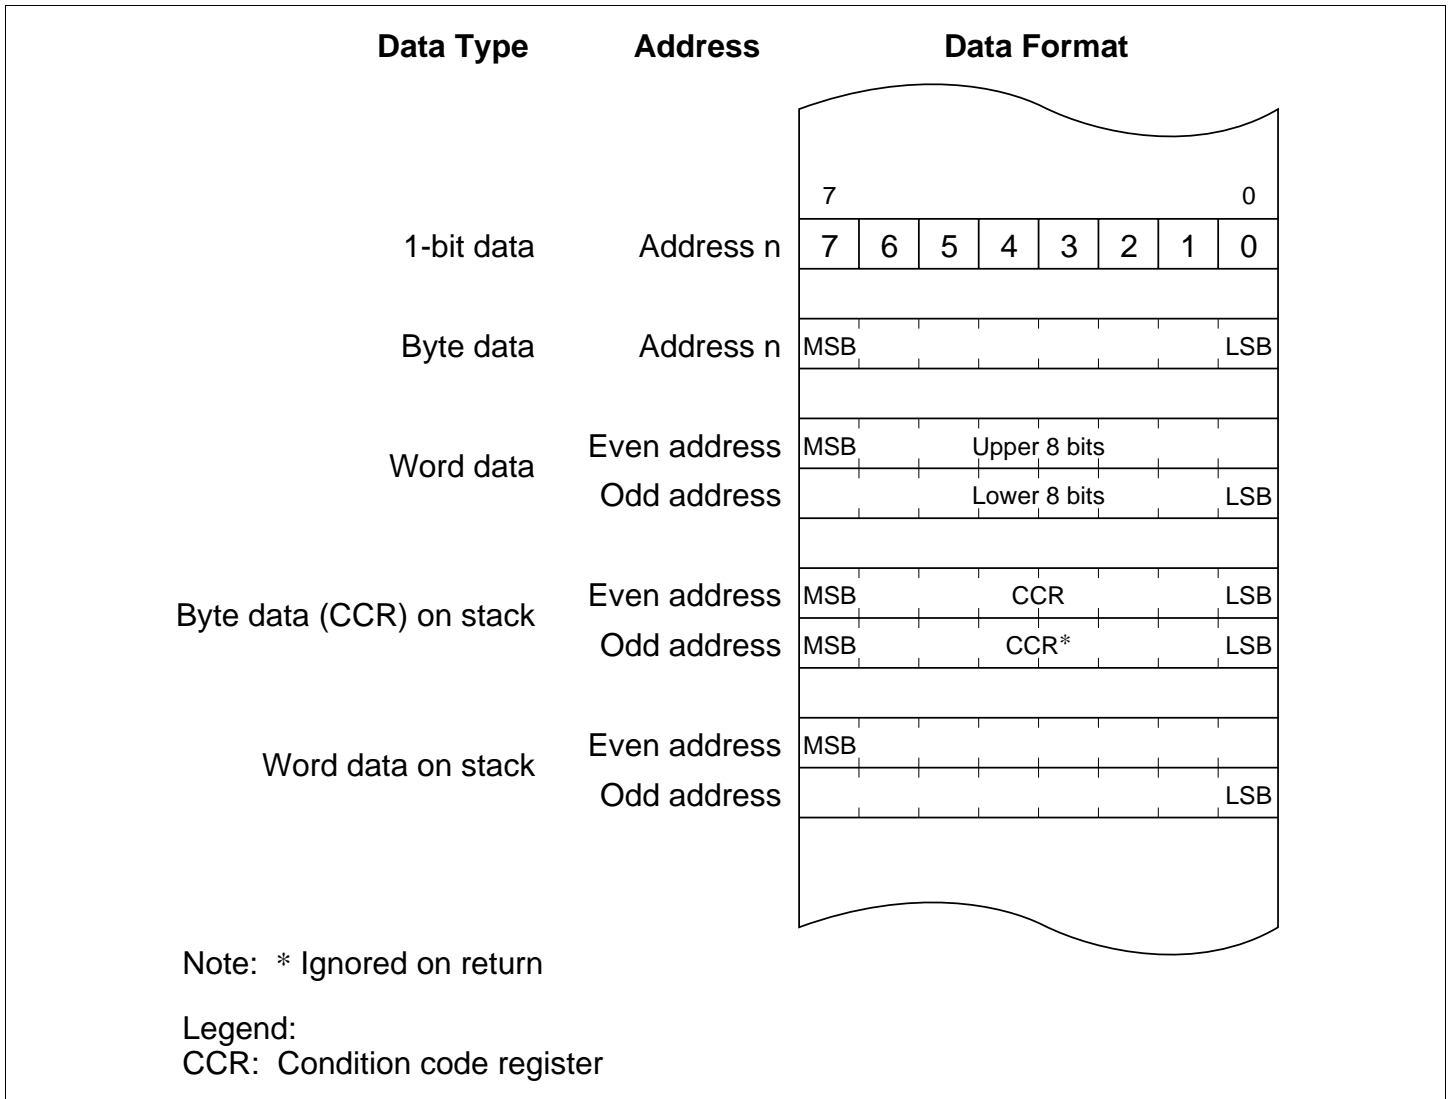 Data Type Address Data Format
7 0
1-bit data Address n 7 6 5 4 3 2 1 0
Byte data Address n MSB LSB
Word data
Even address MSB Upper 8 bits
Odd address Lower 8 bits LSB
Byte data (CCR) on stack
Even address MSB CCR LSB
Odd address MSB CCR* LSB
Word data on stack
Even address MSB
Odd address LSB
Note: * Ignored on return
Legend:
CCR: Condition code register